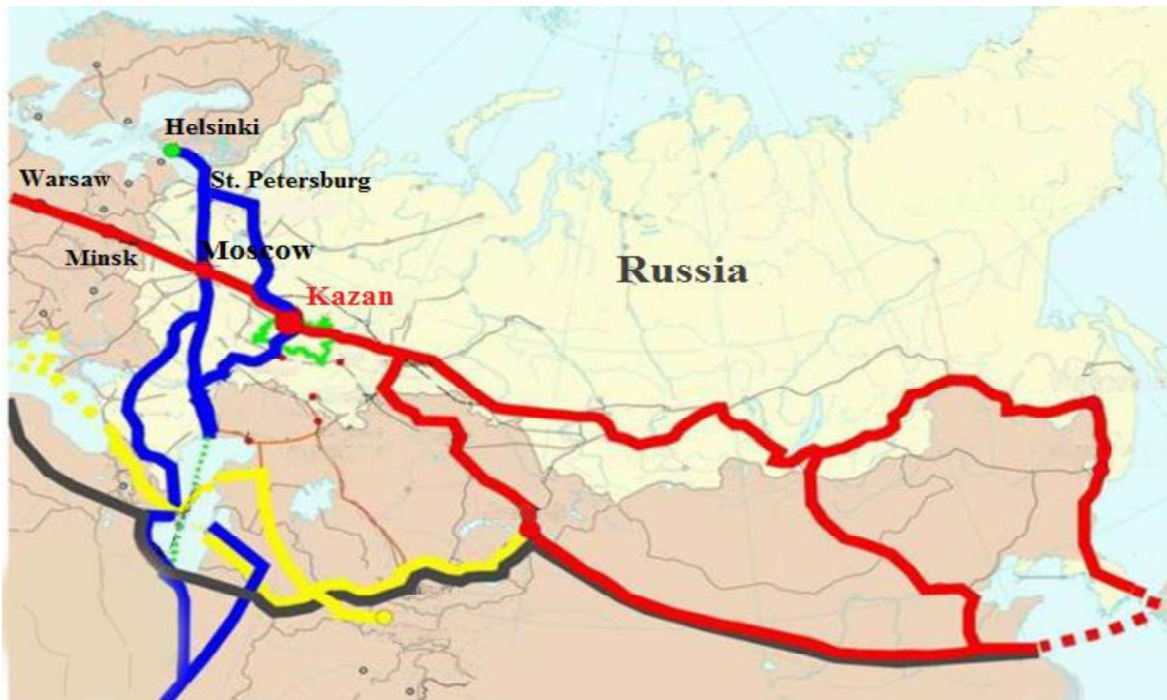 Helsinki
Warsaw
St. Petersburg
Minsk
Moscow
Russia
Kazan